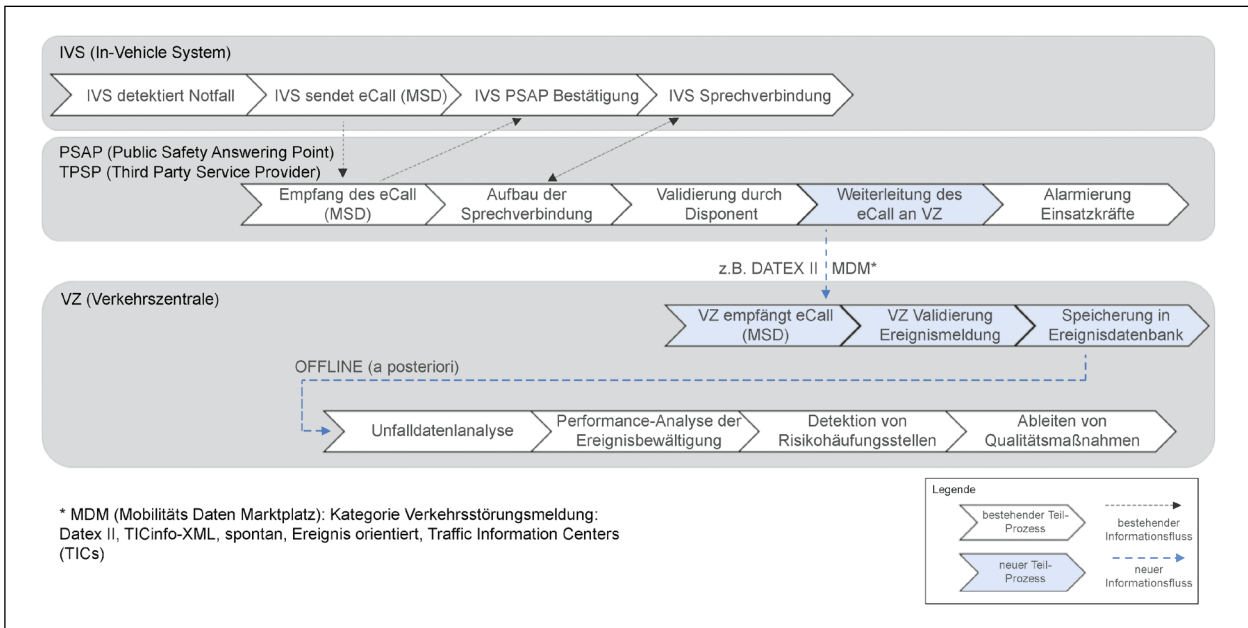 IVS (In-Vehicle System)
IVS detektiert Notfall
IVS sendet eCall (MSD)
IVS PSAP Bestätigung
IVS Sprechverbindung
PSAP (Public Safety Answering Point)
TPSP (Third Party Service Provider)
Empfang des eCall
(MSD)
Aufbau der
Sprechverbindung
Validierung durch
Disponent
Weiterleitung des
eCall an VZ
Alarmierung
Einsatzkräfte
z.B. DATEX II
MDM*
VZ (Verkehrszentrale)
VZ empfängt eCall
(MSD)
VZ Validierung
Ereignismeldung
Speicherung in
Ereignisdatenbank
OFFLINE (a posteriori)
Unfalldatenlanalyse
Performance-Analyse der
Ereignisbewältigung
Detektion von
Risikohäufungsstellen
Ableiten von
Qualitätsmaßnahmen
* MDM (Mobilitäts Daten Marktplatz): Kategorie Verkehrsstörungsmeldung:
Datex II, TICinfo-XML, spontan, Ereignis orientiert, Traffic Information Centers
(TICs)
Legende
bestehender Teil-
Prozess
bestehender
Informationsfluss
neuer Teil-
Prozess
neuer
Informationsfluss